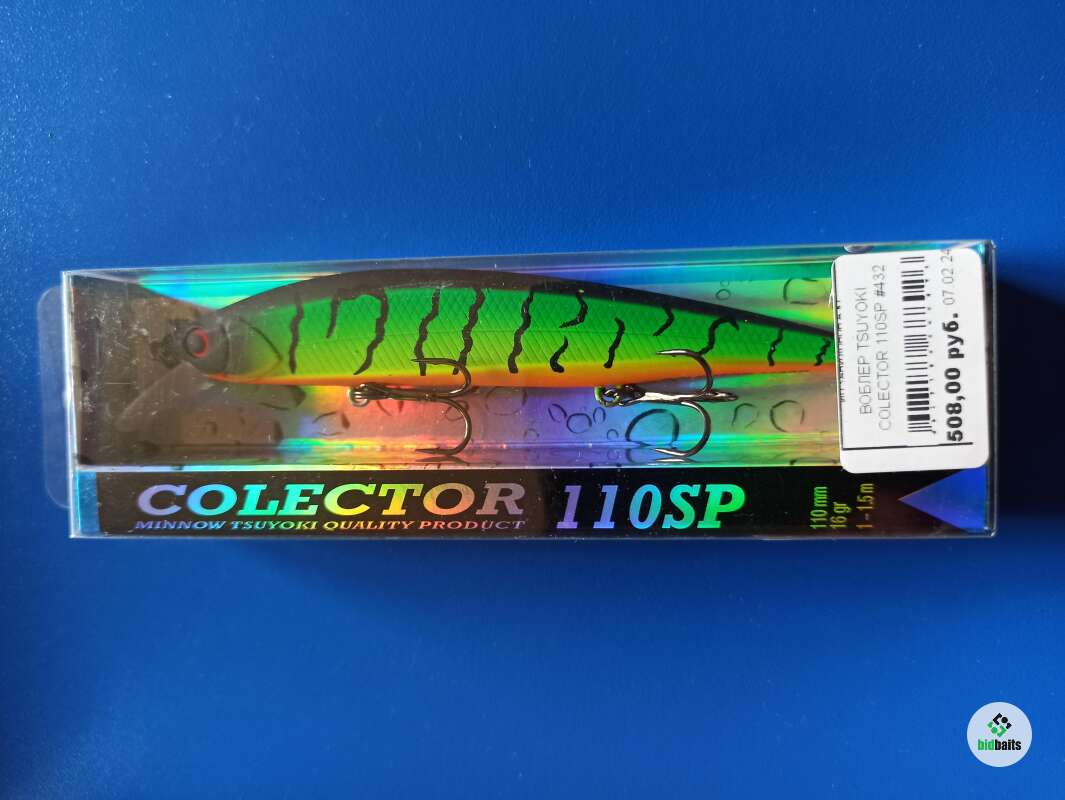 COLECTOR 110SP
MINNOW TSUYOKI QUALITY PRODUCT
110 mm
16 gr
1 - 1.5 m
ВОБЛЕР TSUYOKI
COLECTOR 110SP #432
508,00 руб. 07.02.24
bidbaits